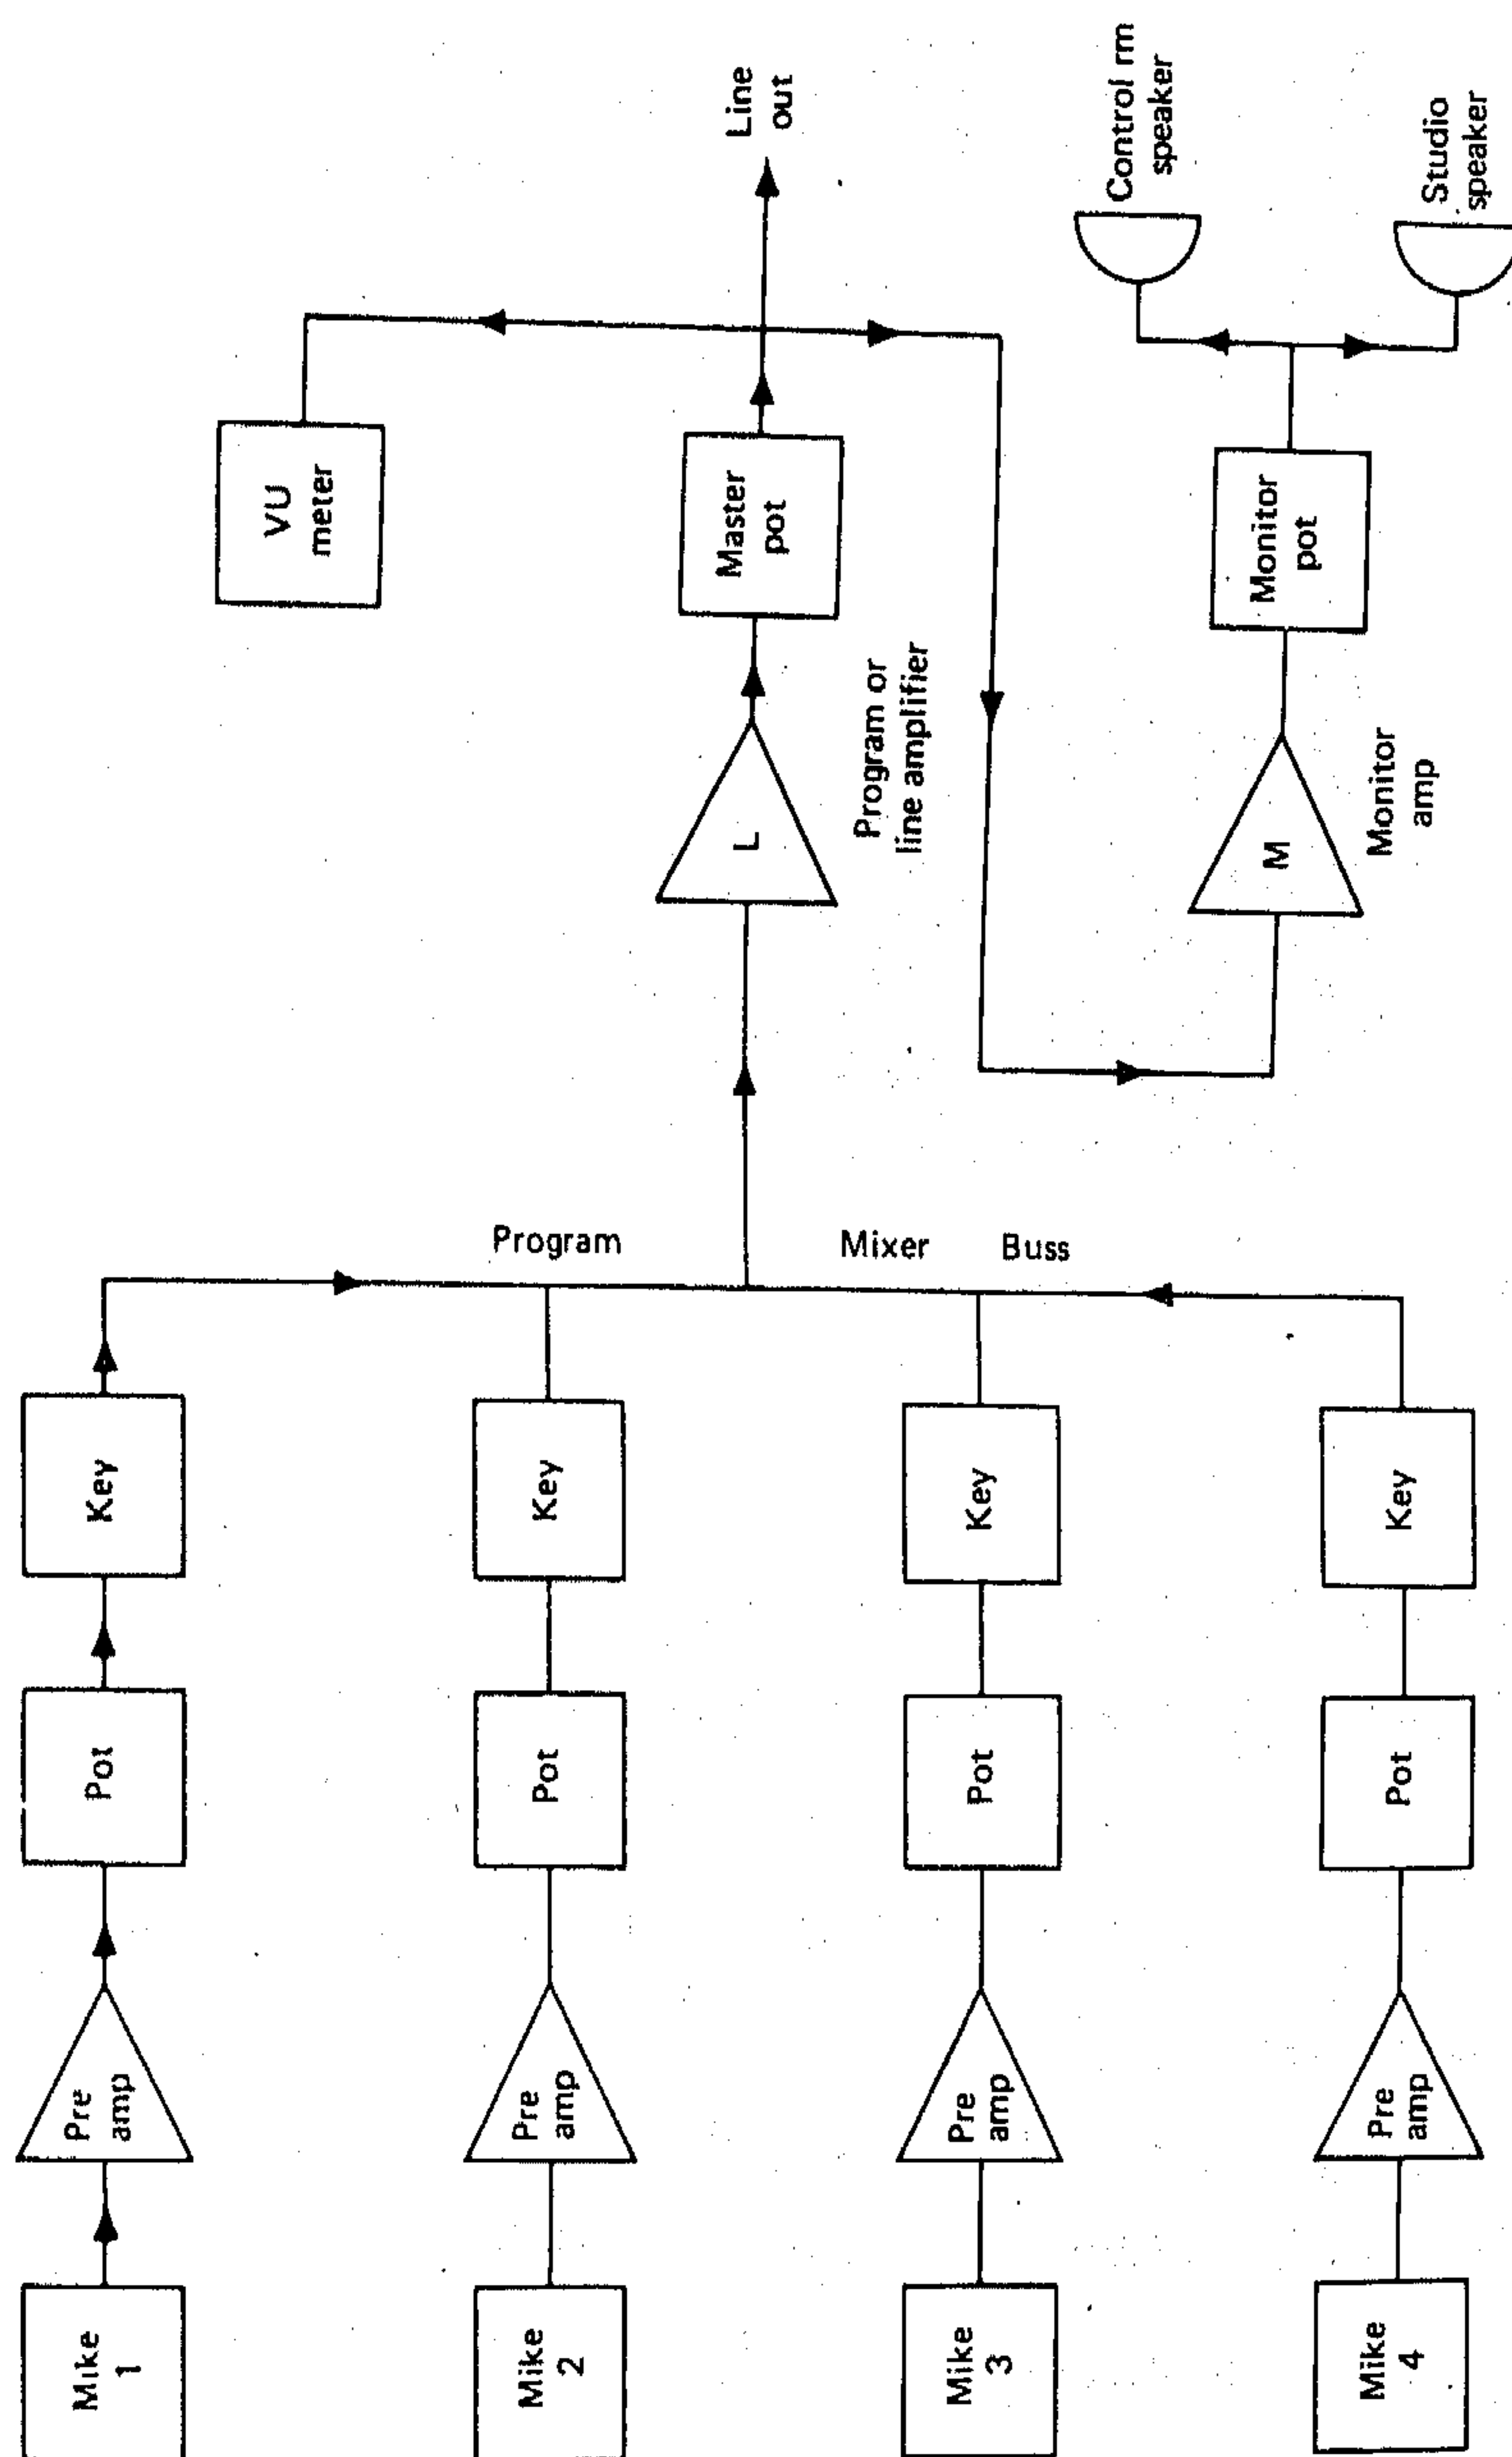 Mike
1
Pre
amp
Pot
Key
Mike
2
Pre
amp
Pot
Key
Mike
3
Pre
amp
Pot
Key
Mike
4
Pre
amp
Pot
Key
Program Mixer Buss
VU
meter
L
Program or
line amplifier
Master
pot
Line
out
M
Monitor
amp
Monitor
pot
Control rm
speaker
Studio
speaker